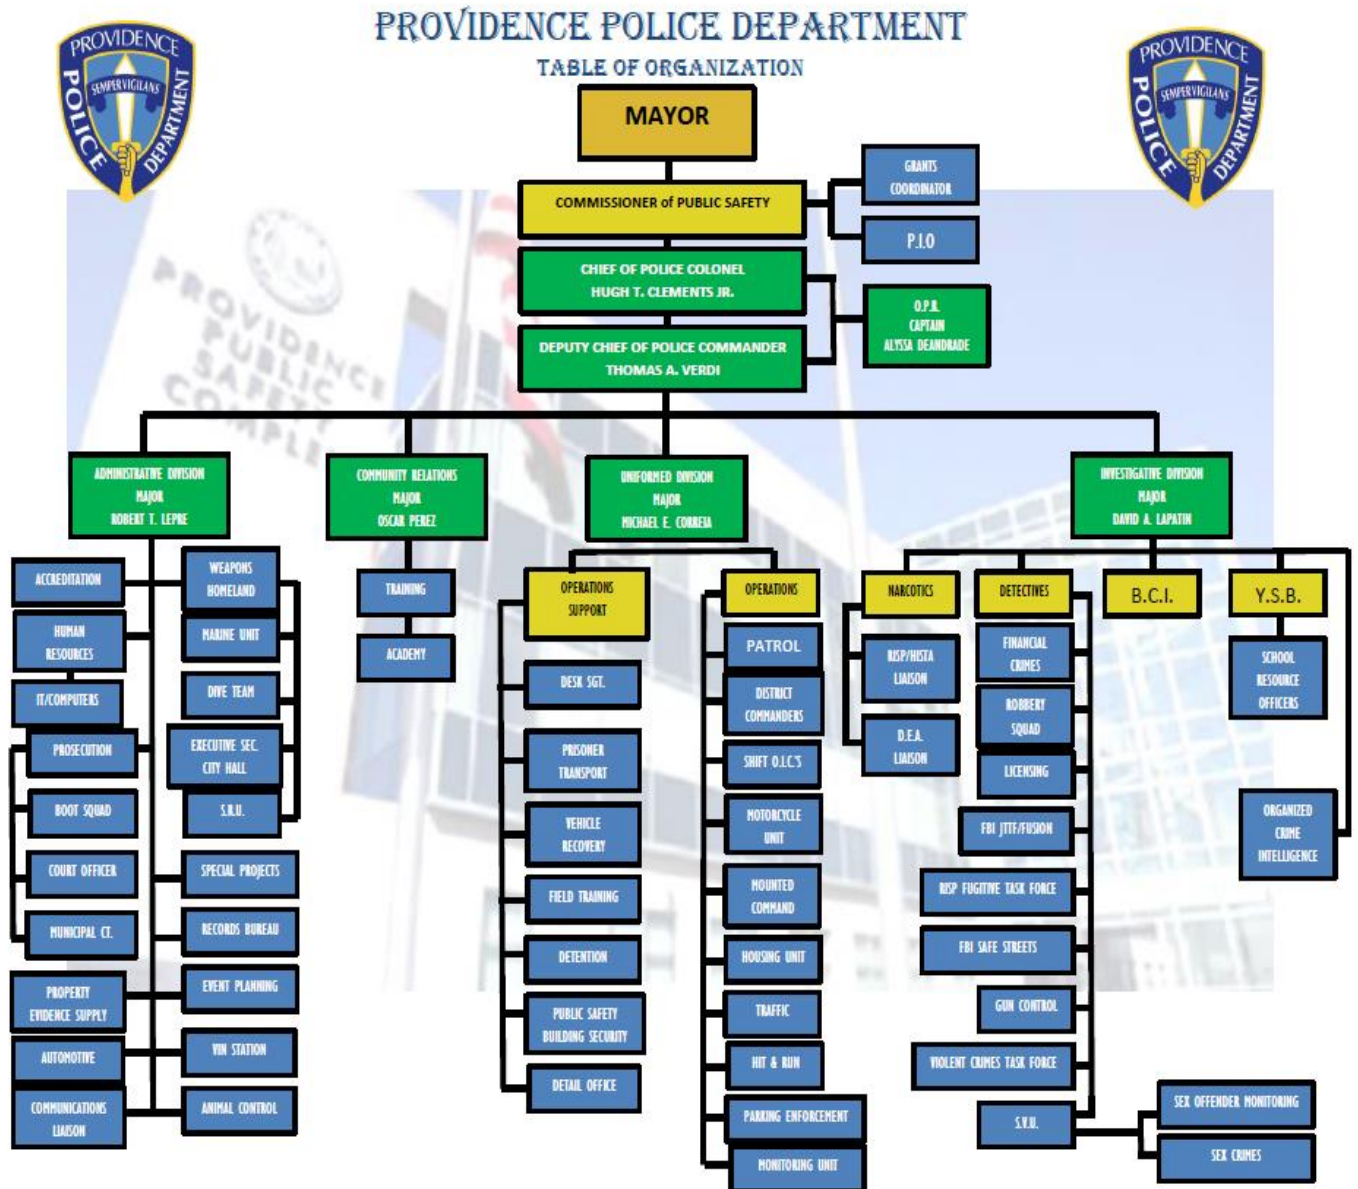 PROVIDENCE POLICE DEPARTMENT
TABLE OF ORGANIZATION
PROVIDENCE
POLICE
DEPARTMENT
SEMPER VIGILANS
PROVIDENCE
POLICE
DEPARTMENT
SEMPER VIGILANS
MAYOR
GRANTS
COORDINATOR
COMMISSIONER of PUBLIC SAFETY
P.I.O
CHIEF OF POLICE COLONEL
HUGH T. CLEMENTS JR.
O.P.R.
CAPTAIN
ALYSSA DEANDRADE
DEPUTY CHIEF OF POLICE COMMANDER
THOMAS A. VERDI
PROVIDENCE
PUBLIC
SAFETY
COMPLE
ADMINISTRATIVE DIVISION
MAJOR
ROBERT T. LEPRE
COMMUNITY RELATIONS
MAJOR
OSCAR PEREZ
UNIFORMED DIVISION
MAJOR
MICHAEL E. CORREIA
INVESTIGATIVE DIVISION
MAJOR
DAVID A. LAPATIN
ACCREDITATION
HUMAN
RESOURCES
IT/COMPUTERS
PROSECUTION
BOOT SQUAD
COURT OFFICER
MUNICIPAL CT.
PROPERTY
EVIDENCE SUPPLY
AUTOMOTIVE
COMMUNICATIONS
LIAISON
WEAPONS
HOMELAND
MARINE UNIT
DIVE TEAM
EXECUTIVE SEC.
CITY HALL
S.R.U.
SPECIAL PROJECTS
RECORDS BUREAU
EVENT PLANNING
VIN STATION
ANIMAL CONTROL
TRAINING
ACADEMY
OPERATIONS
SUPPORT
DESK SGT.
PRISONER
TRANSPORT
VEHICLE
RECOVERY
FIELD TRAINING
DETENTION
PUBLIC SAFETY
BUILDING SECURITY
DETAIL OFFICE
OPERATIONS
PATROL
DISTRICT
COMMANDERS
SHIFT O.I.C.'S
MOTORCYCLE
UNIT
MOUNTED
COMMAND
HOUSING UNIT
TRAFFIC
HIT & RUN
PARKING ENFORCEMENT
MONITORING UNIT
NARCOTICS
RISP/HISTA
LIAISON
D.E.A.
LIAISON
DETECTIVES
FINANCIAL
CRIMES
ROBBERY
SQUAD
LICENSING
FBI JTTF/FUSION
RISP FUGITIVE TASK FORCE
FBI SAFE STREETS
GUN CONTROL
VIOLENT CRIMES TASK FORCE
S.V.U.
SEX OFFENDER MONITORING
SEX CRIMES
B.C.I.
Y.S.B.
SCHOOL
RESOURCE
OFFICERS
ORGANIZED
CRIME
INTELLIGENCE